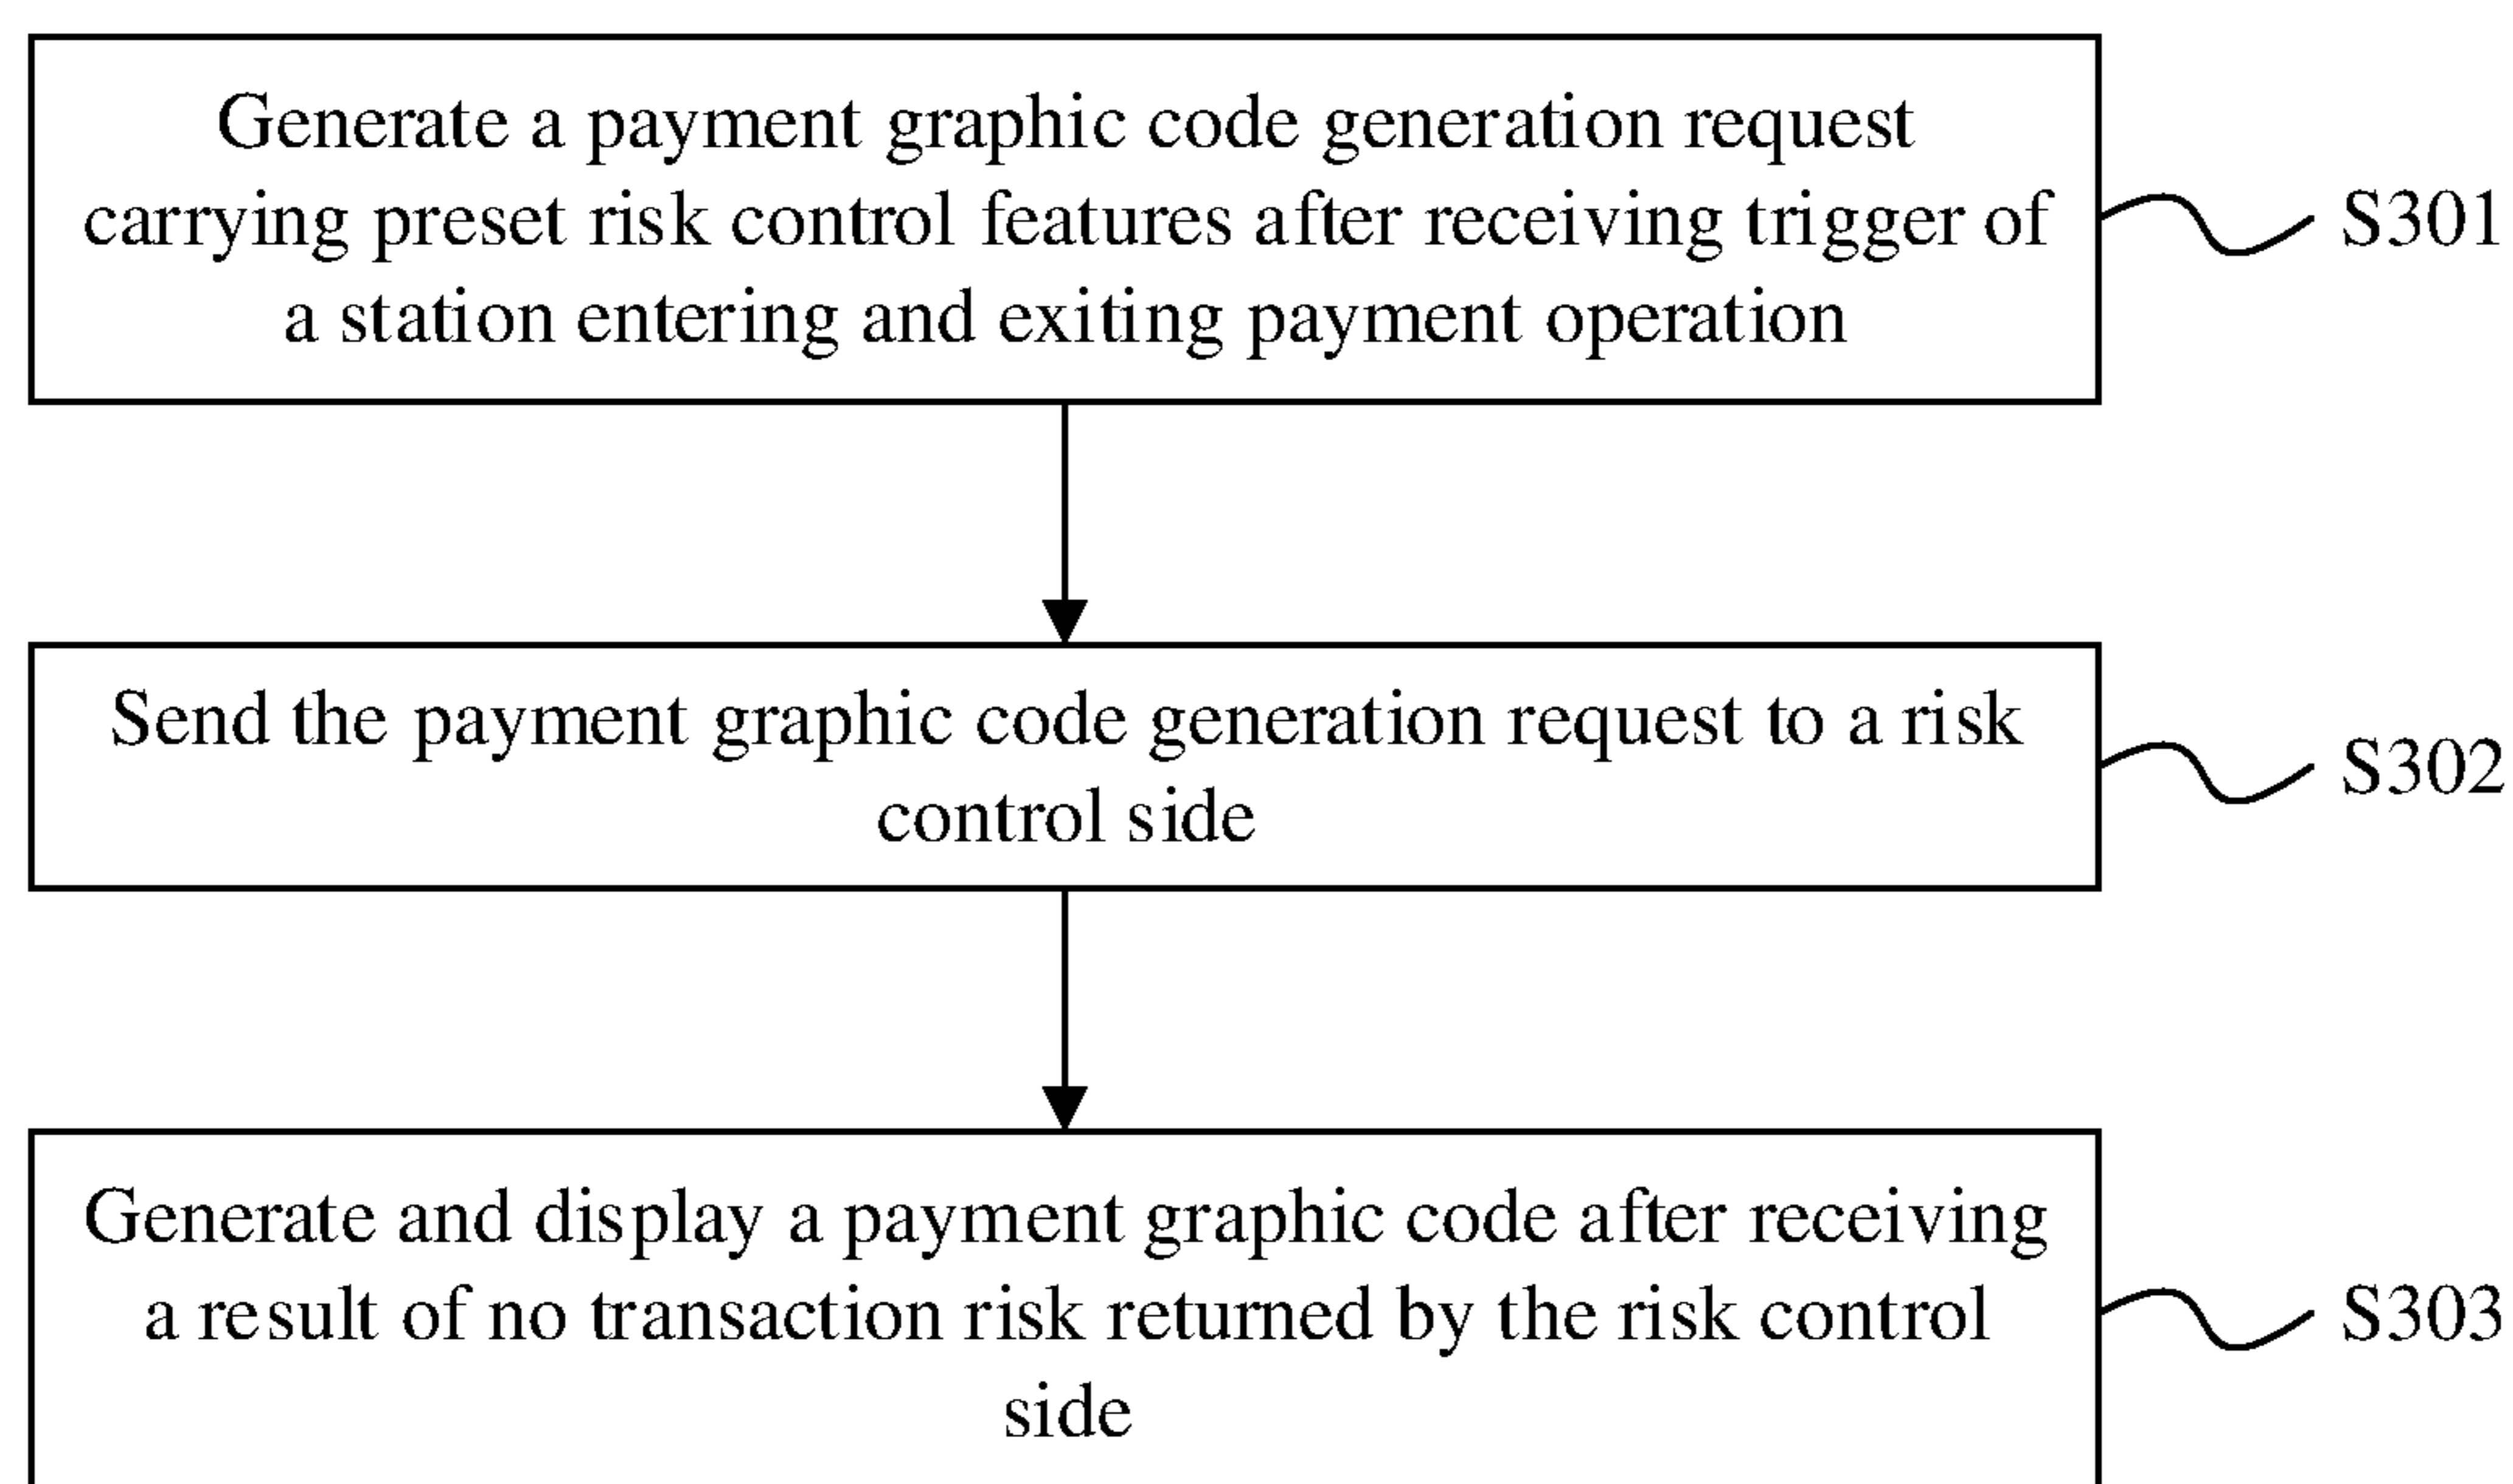 Generate a payment graphic code generation request
carrying preset risk control features after receiving trigger of
a station entering and exiting payment operation
S301
Send the payment graphic code generation request to a risk
control side
S302
Generate and display a payment graphic code after receiving
a result of no transaction risk returned by the risk control
side
S303